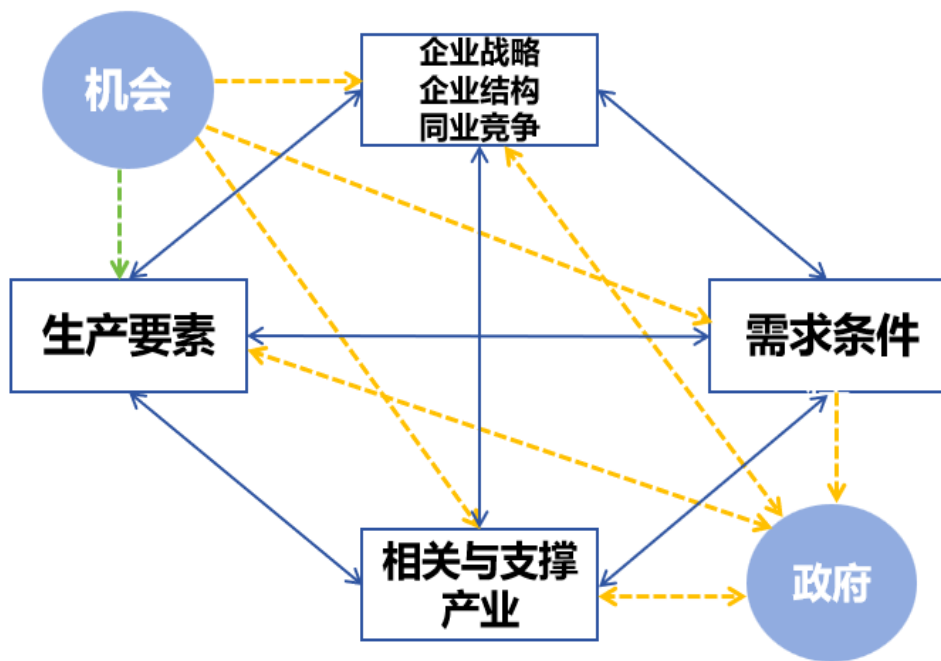 机会
企业战略
企业结构
同业竞争
生产要素
需求条件
相关与支撑
产业
政府